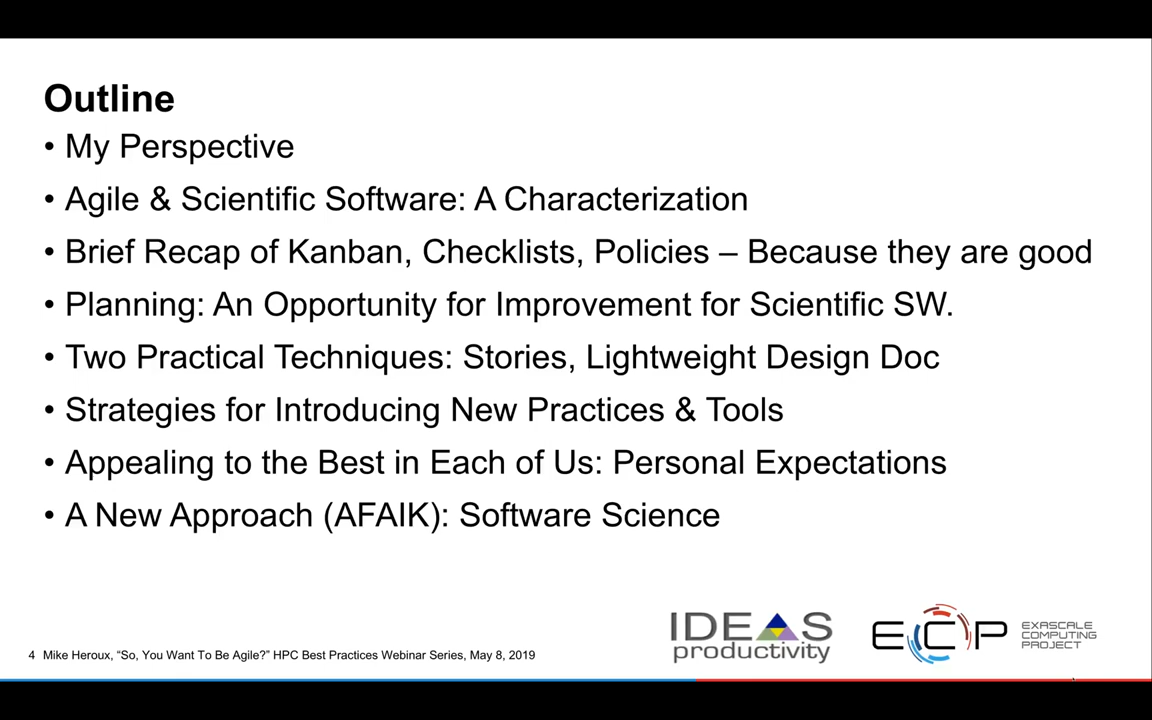 Outline
• My Perspective
• Agile & Scientific Software: A Characterization
• Brief Recap of Kanban, Checklists, Policies – Because they are good
• Planning: An Opportunity for Improvement for Scientific SW.
• Two Practical Techniques: Stories, Lightweight Design Doc
• Strategies for Introducing New Practices & Tools
• Appealing to the Best in Each of Us: Personal Expectations
• A New Approach (AFAIK): Software Science
4 Mike Heroux, “So, You Want To Be Agile?” HPC Best Practices Webinar Series, May 8, 2019
IDEAS
productivity
ECP
EXASCALE
COMPUTING
PROJECT